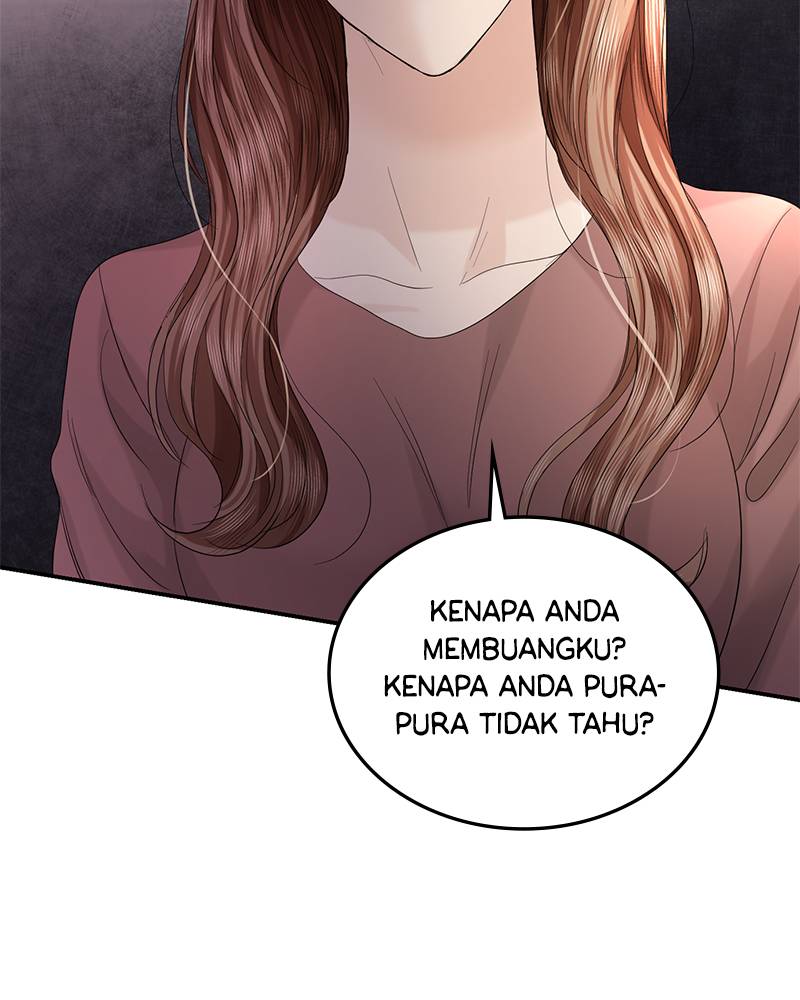 KENAPA ANDA
MEMBUANGKU?
KENAPA ANDA PURA-
PURA TIDAK TAHU?